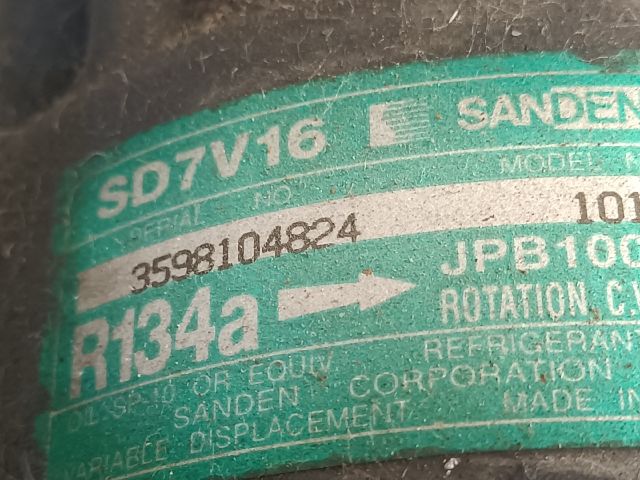 SD7V16 SANDEN
SERIAL NO. MODEL
3598104824 101
JPB100
R134a ROTATION C
REFRIGERAN
OIL SP-10 OR EQUIV
SANDEN CORPORATION
VARIABLE DISPLACEMENT MADE IN